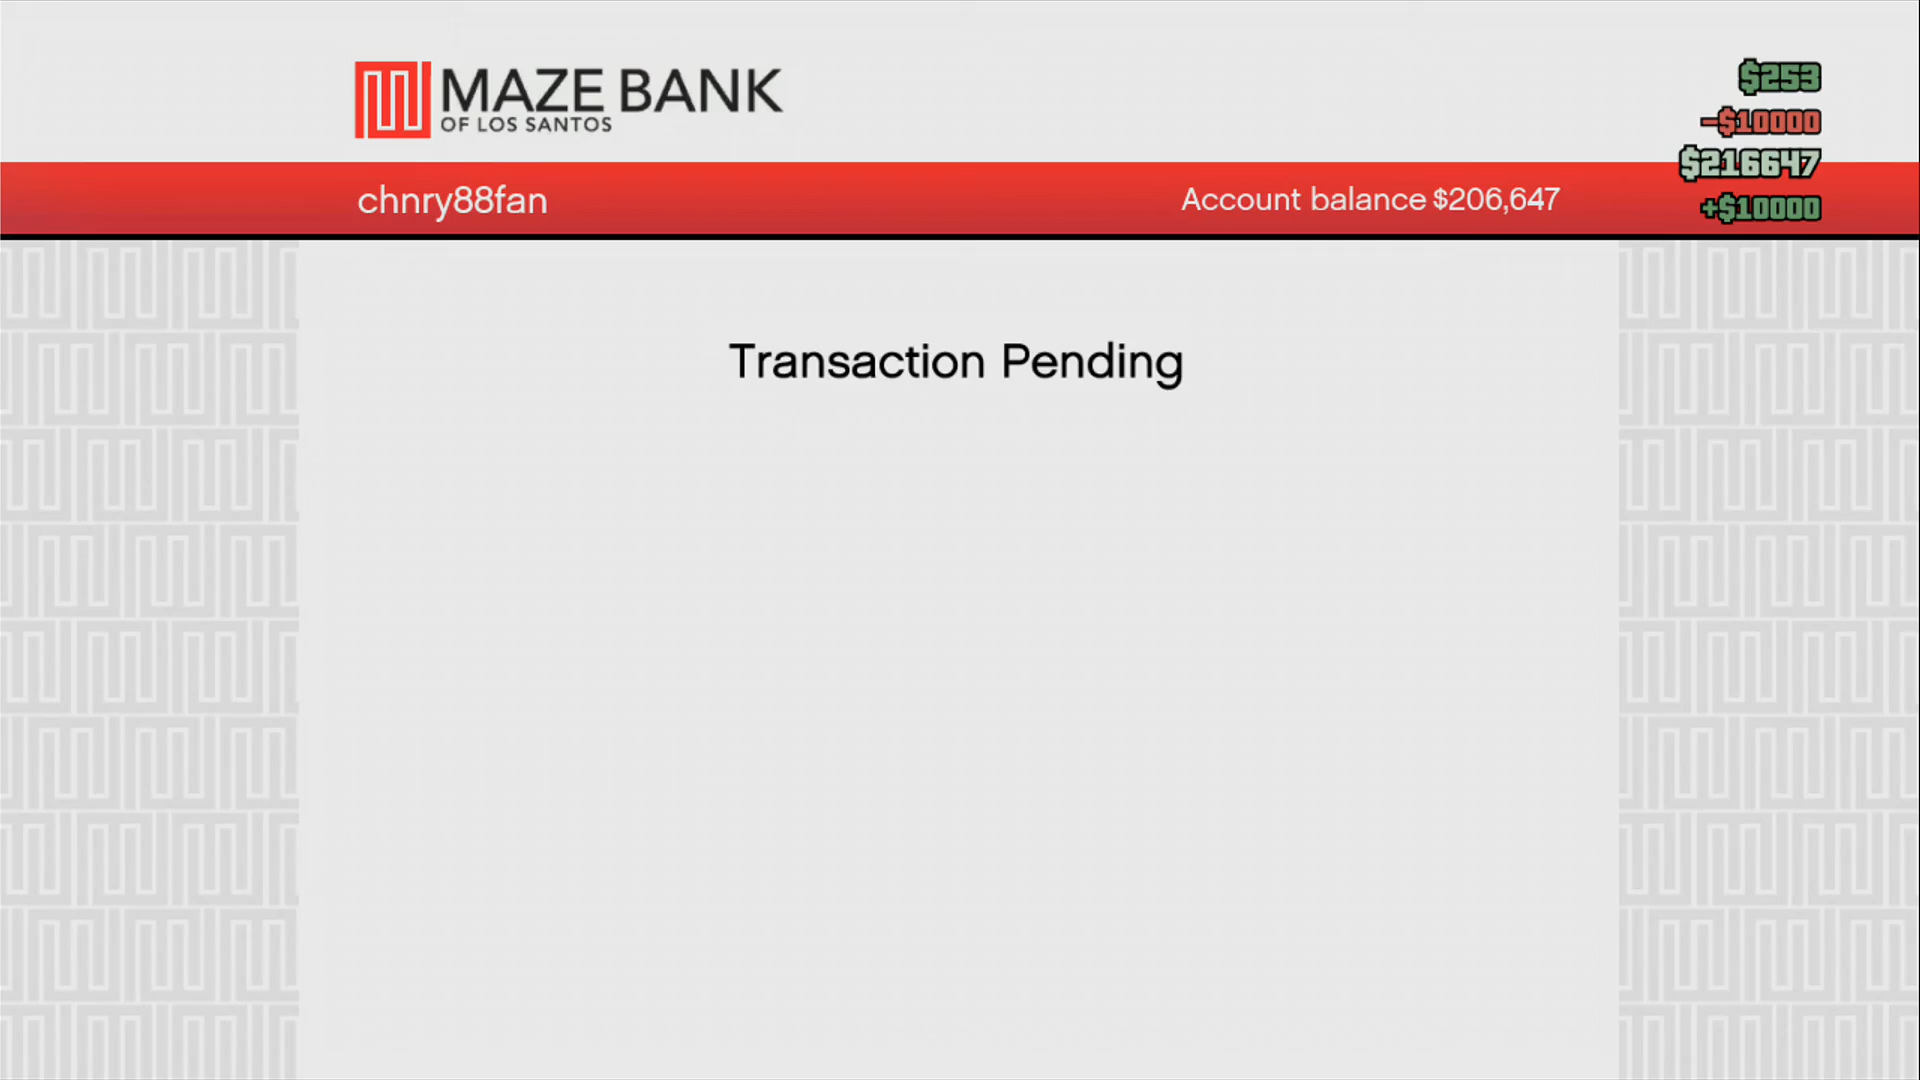 MAZE BANK
OF LOS SANTOS
$253
-$10000
$216647
+$10000
chnry88fan
Account balance $206,647
Transaction Pending